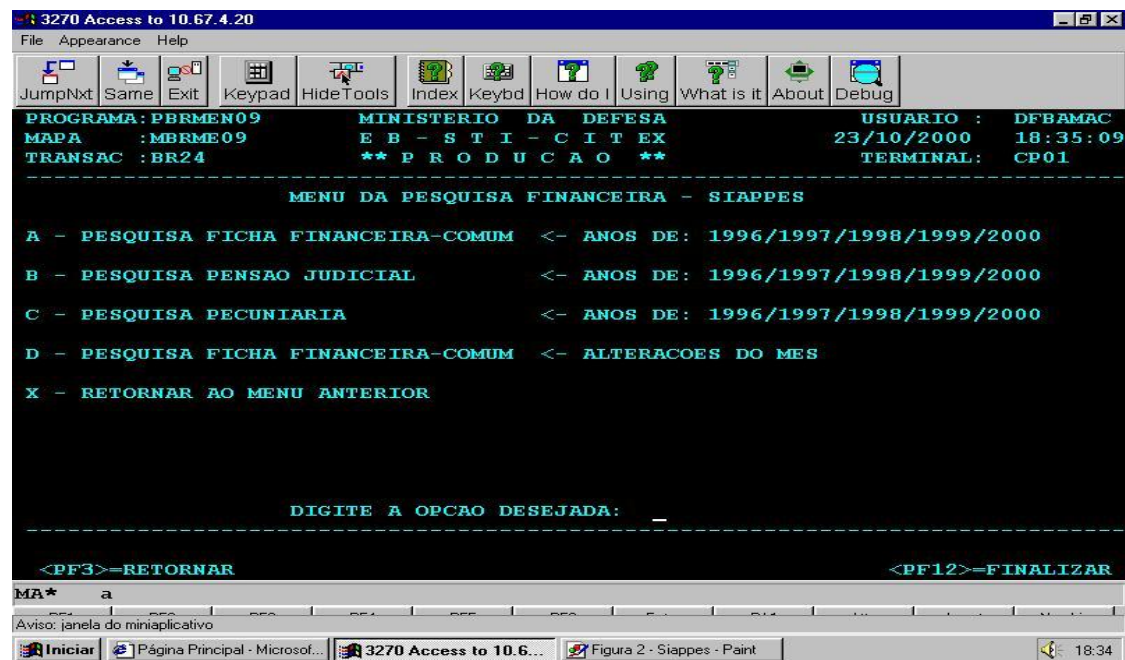 3270 Access to 10.67.4.20
File Appearance Help
JumpNxt Same Exit Keypad HideTools Index Keybd How do I Using What is it About Debug
PROGRAMA:PBRMEN09 MINISTERIO DA DEFESA USUARIO : DFBAMAC
MAPA :MBRME09 E B - S T I - C I T EX 23/10/2000 18:35:09
TRANSAC :BR24 ** P R O D U C A O ** TERMINAL: CP01
MENU DA PESQUISA FINANCEIRA - SIAPPES
A - PESQUISA FICHA FINANCEIRA-COMUM <- ANOS DE: 1996/1997/1998/1999/2000
B - PESQUISA PENSAO JUDICIAL <- ANOS DE: 1996/1997/1998/1999/2000
C - PESQUISA PECUNIARIA <- ANOS DE: 1996/1997/1998/1999/2000
D - PESQUISA FICHA FINANCEIRA-COMUM <- ALTERACOES DO MES
X - RETORNAR AO MENU ANTERIOR
DIGITE A OPCAO DESEJADA: _
<PF3>=RETORNAR <PF12>=FINALIZAR
MA* a
Aviso: janela do miniaplicativo
Iniciar Página Principal - Microsof... 3270 Access to 10.6... Figura 2 - Siappes - Paint 18:34